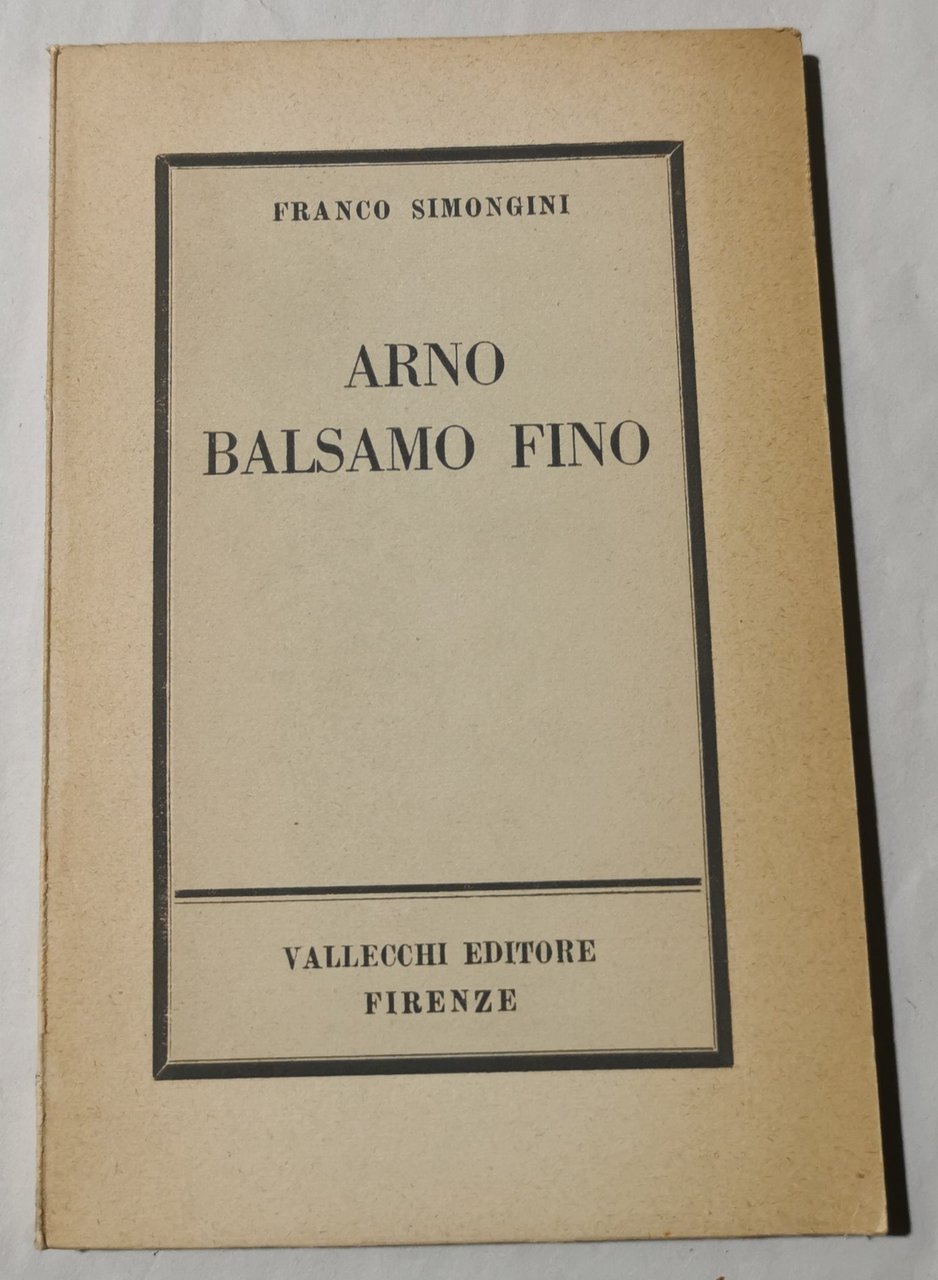 FRANCO SIMONGINI
ARNO
BALSAMO FINO
VALLECCHI EDITORE
FIRENZE